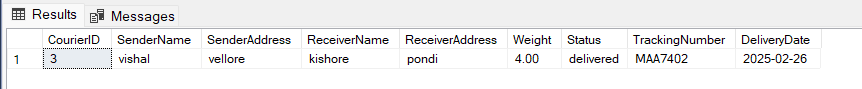 Results Messages
CourierID SenderName SenderAddress ReceiverName ReceiverAddress Weight Status TrackingNumber DeliveryDate
1 3 vishal vellore kishore pondi 4.00 delivered MAA7402 2025-02-26